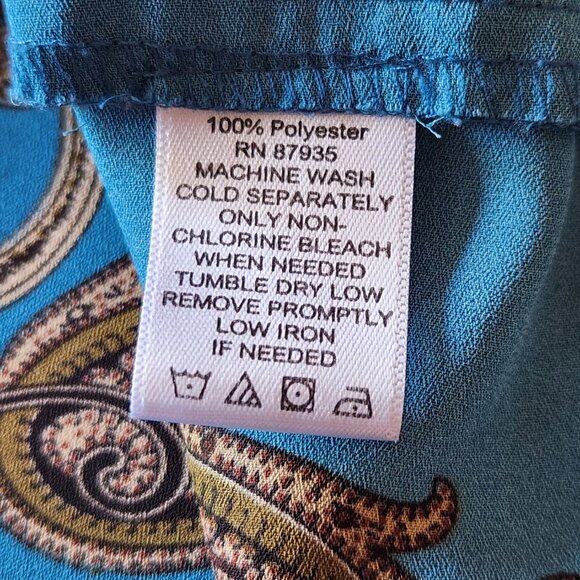 100% Polyester
RN 87935
MACHINE WASH
COLD SEPARATELY
ONLY NON-
CHLORINE BLEACH
WHEN NEEDED
TUMBLE DRY LOW
REMOVE PROMPTLY
LOW IRON
IF NEEDED